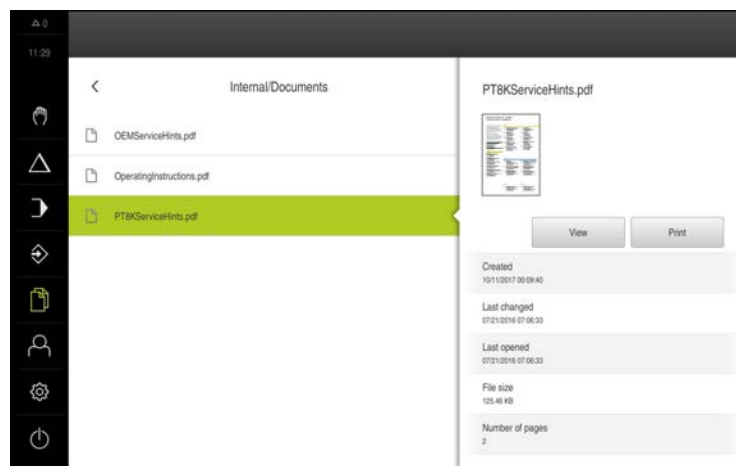 0
11:29
Internal/Documents
OEMServiceHints.pdf
OperatingInstructions.pdf
PT8KServiceHints.pdf
PT8KServiceHints.pdf
View
Print
Created
10/11/2017 00:09:40
Last changed
07/21/2016 07:06:33
Last opened
07/21/2016 07:06:33
File size
125.46 KB
Number of pages
2